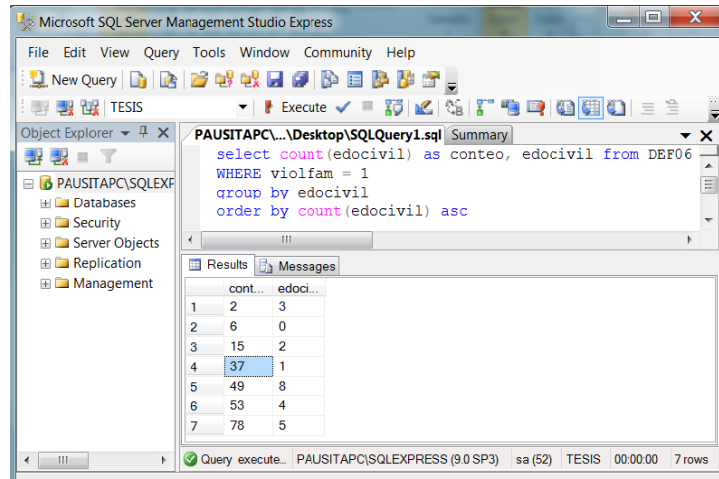 Microsoft SQL Server Management Studio Express
File Edit View Query Tools Window Community Help
New Query
TESIS Execute
Object Explorer
PAUSITAPC\SQLEXP
Databases
Security
Server Objects
Replication
Management
PAUSITAPC\...\Desktop\SQLQuery1.sql Summary
select count(edocivil) as conteo, edocivil from DEF06
WHERE violfam = 1
group by edocivil
order by count(edocivil) asc
Results Messages
cont... edoci...
1 2 3
2 6 0
3 15 2
4 37 1
5 49 8
6 53 4
7 78 5
Query execute... PAUSITAPC\SQLEXPRESS (9.0 SP3) sa (52) TESIS 00:00:00 7 rows